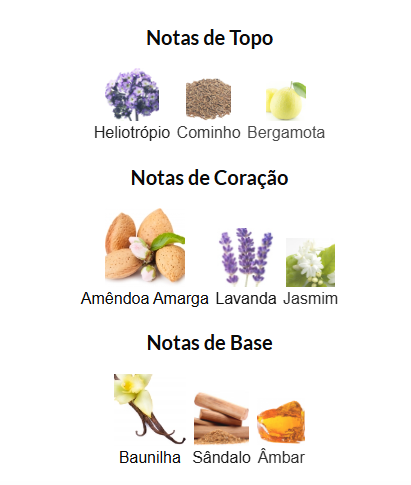 Notas de Topo
Heliotrópio Cominho Bergamota
Notas de Coração
Amêndoa Amarga Lavanda Jasmim
Notas de Base
Baunilha Sândalo Âmbar